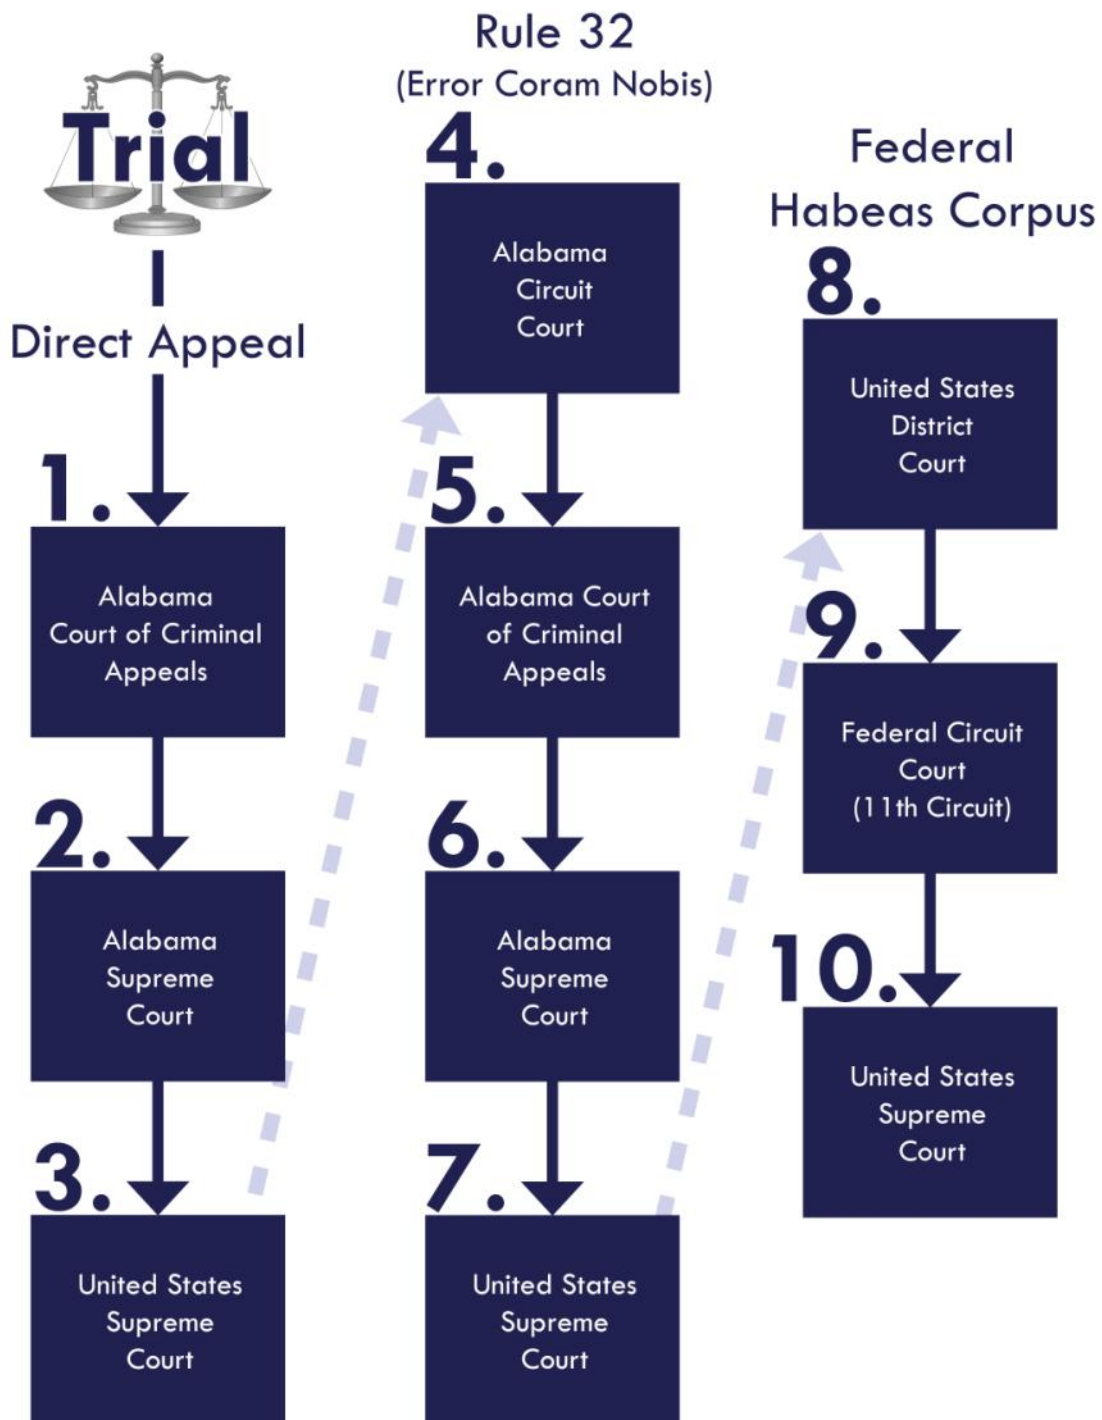 Trial
Direct Appeal
1.
Alabama
Court of Criminal
Appeals
2.
Alabama
Supreme
Court
3.
United States
Supreme
Court
Rule 32
(Error Coram Nobis)
4.
Alabama
Circuit
Court
5.
Alabama Court
of Criminal
Appeals
6.
Alabama
Supreme
Court
7.
United States
Supreme
Court
Federal
Habeas Corpus
8.
United States
District
Court
9.
Federal Circuit
Court
(11th Circuit)
10.
United States
Supreme
Court